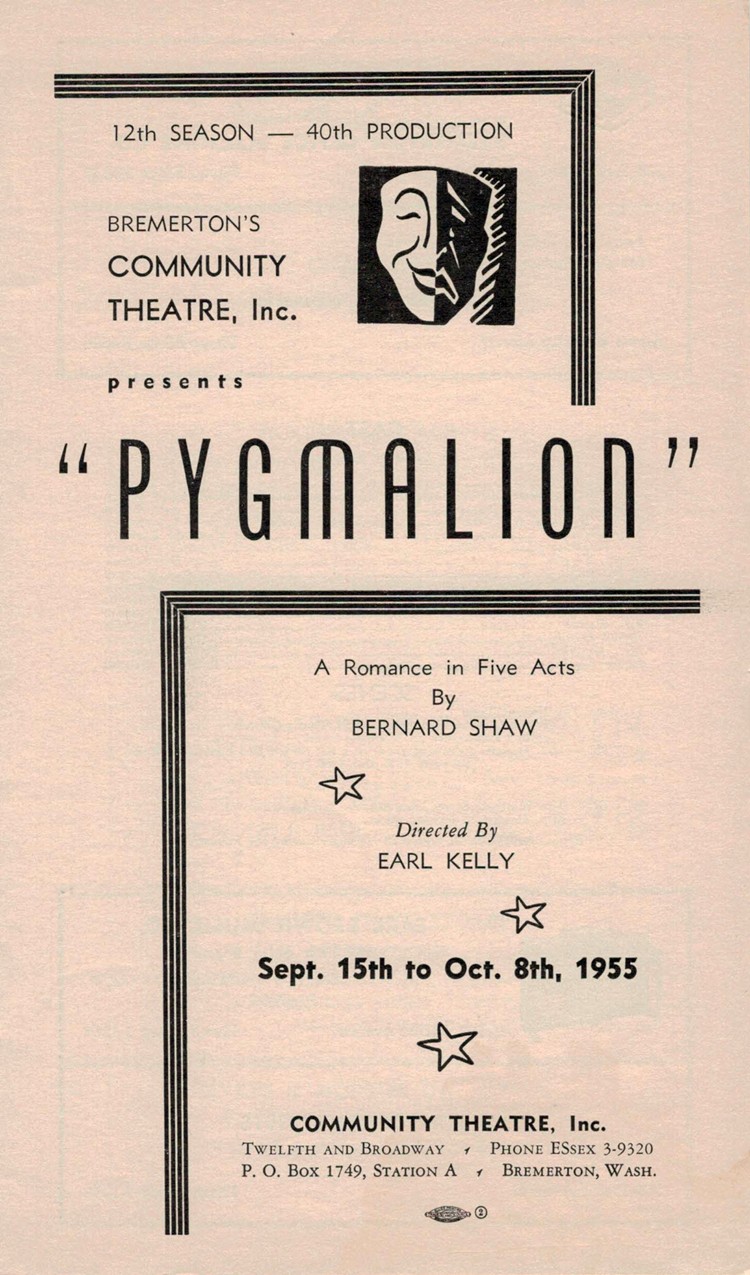 12th SEASON — 40th PRODUCTION
BREMERTON'S
COMMUNITY
THEATRE, Inc.
presents
“PYGMALION”
A Romance in Five Acts
By
BERNARD SHAW
Directed By
EARL KELLY
Sept. 15th to Oct. 8th, 1955
COMMUNITY THEATRE, Inc.
TWELFTH AND BROADWAY / PHONE ESSEX 3-9320
P. O. BOX 1749, STATION A / BREMERTON, WASH.
②